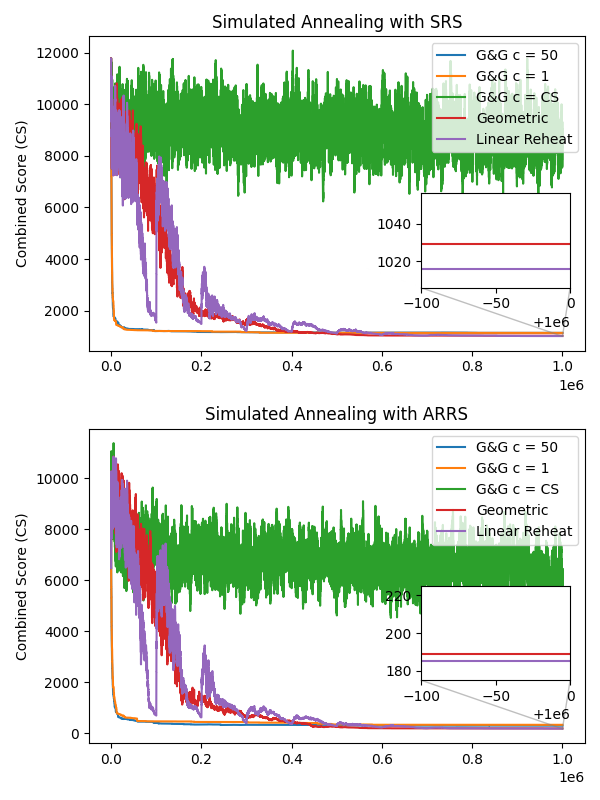 Simulated Annealing with SRS
12000
10000
8000
6000
4000
2000
Combined Score (CS)
G&G c = 50
G&G c = 1
G&G c = CS
Geometric
Linear Reheat
1040
1020
−100 −50 0
+1e6
0.0 0.2 0.4 0.6 0.8 1.0
1e6
Simulated Annealing with ARRS
10000
8000
6000
4000
2000
0
Combined Score (CS)
G&G c = 50
G&G c = 1
G&G c = CS
Geometric
Linear Reheat
220
200
180
−100 −50 0
+1e6
0.0 0.2 0.4 0.6 0.8 1.0
1e6